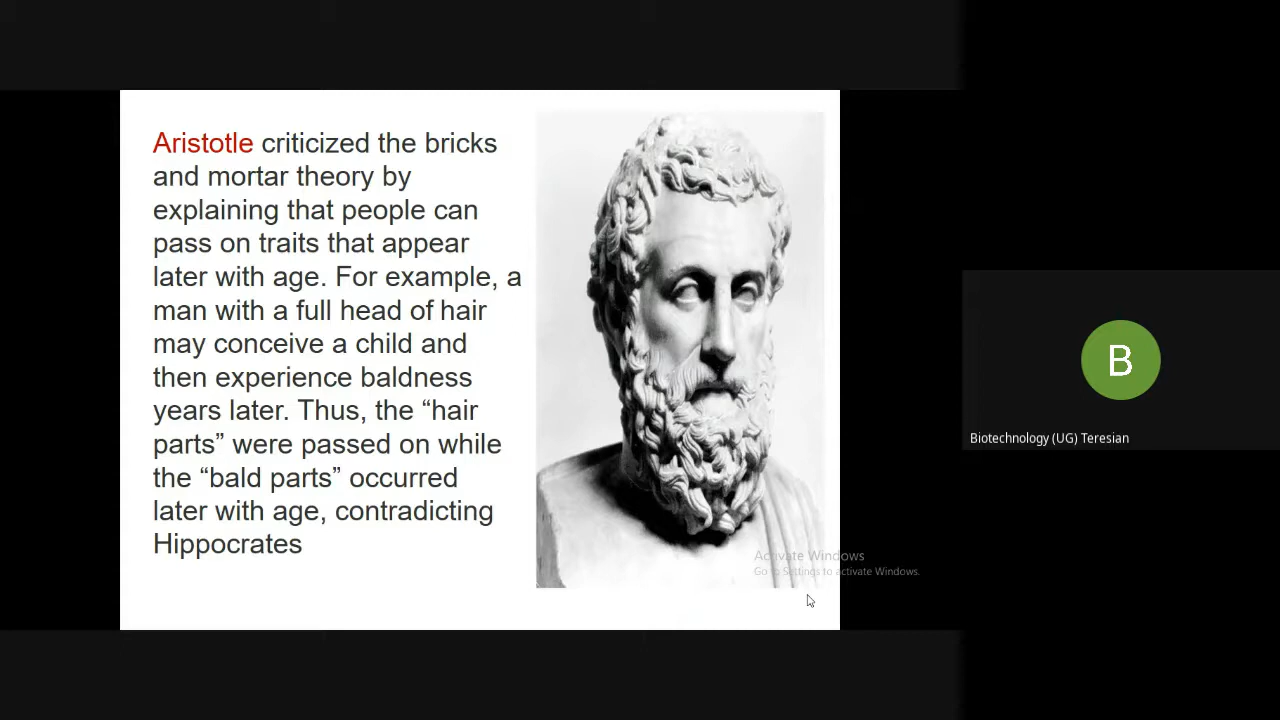 Aristotle criticized the bricks
and mortar theory by
explaining that people can
pass on traits that appear
later with age. For example, a
man with a full head of hair
may conceive a child and
then experience baldness
years later. Thus, the “hair
parts” were passed on while
the “bald parts” occurred
later with age, contradicting
Hippocrates
Activate Windows
Go to Settings to activate Windows.
B
Biotechnology (UG) Teresian